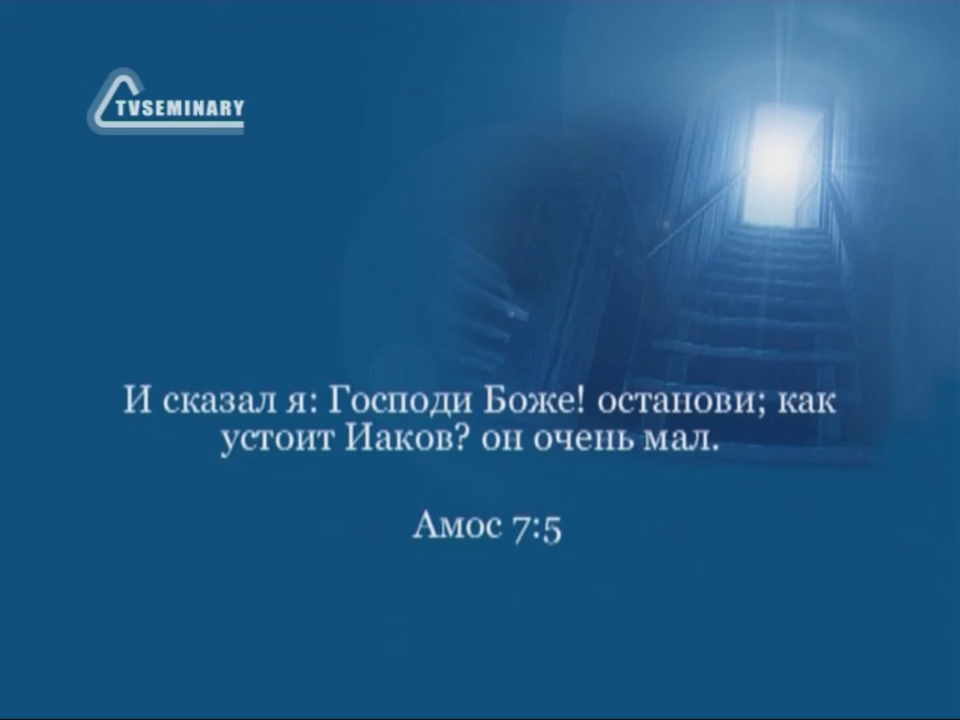 TVSEMINARY
И сказал я: Господи Боже! останови; как
устоит Иаков? он очень мал.
Амос 7:5